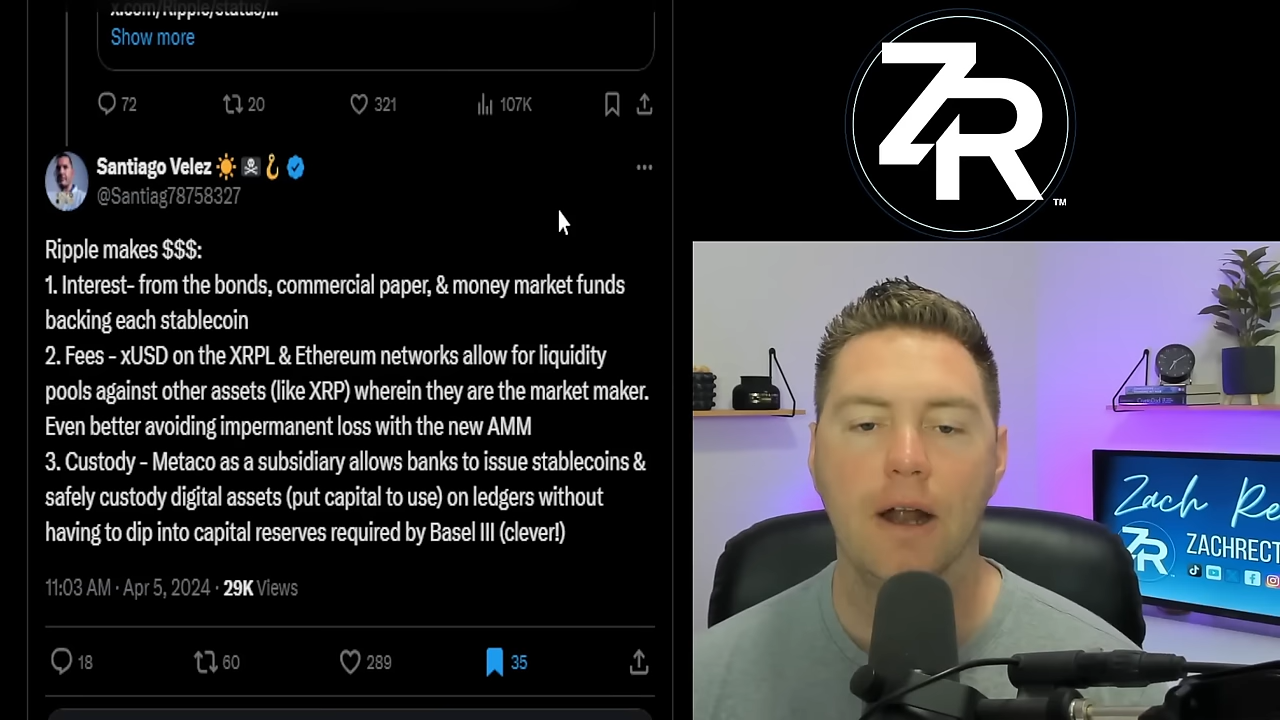 x.com/Ripple/status/...
Show more
72 20 321 107K
Santiago Velez
@Santiag78758327
Ripple makes $$$:
1. Interest- from the bonds, commercial paper, & money market funds
backing each stablecoin
2. Fees - xUSD on the XRPL & Ethereum networks allow for liquidity
pools against other assets (like XRP) wherein they are the market maker.
Even better avoiding impermanent loss with the new AMM
3. Custody - Metaco as a subsidiary allows banks to issue stablecoins &
safely custody digital assets (put capital to use) on ledgers without
having to dip into capital reserves required by Basel III (clever!)
11:03 AM · Apr 5, 2024 · 29K Views
18 60 289 35
ZR
TM
Zach Re
ZR
ZACHRECT